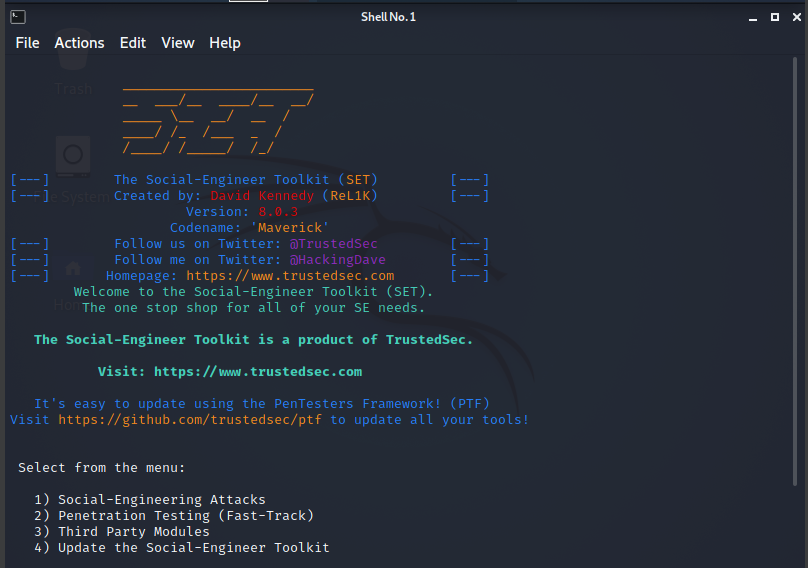 Shell No. 1
File Actions Edit View Help
Trash
[---] The Social-Engineer Toolkit (SET) [---]
[---] Created by: David Kennedy (ReL1K) [---]
System
Version: 8.0.3
Codename: 'Maverick'
[---] Follow us on Twitter: @TrustedSec [---]
[---] Follow me on Twitter: @HackingDave [---]
[---] Homepage: https://www.trustedsec.com [---]
Welcome to the Social-Engineer Toolkit (SET).
The one stop shop for all of your SE needs.
The Social-Engineer Toolkit is a product of TrustedSec.
Visit: https://www.trustedsec.com
It's easy to update using the PenTesters Framework! (PTF)
Visit https://github.com/trustedsec/ptf to update all your tools!
Select from the menu:
1) Social-Engineering Attacks
2) Penetration Testing (Fast-Track)
3) Third Party Modules
4) Update the Social-Engineer Toolkit